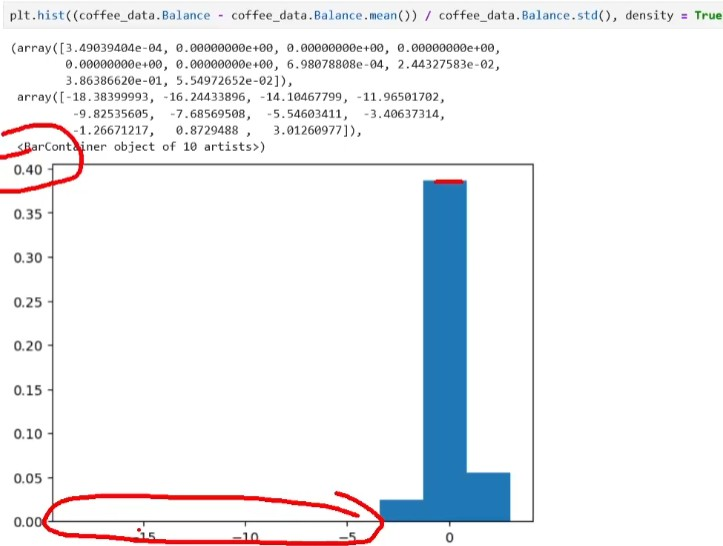 plt.hist((coffee_data.Balance - coffee_data.Balance.mean()) / coffee_data.Balance.std(), density = True
(array([3.49039404e-04, 0.00000000e+00, 0.00000000e+00, 0.00000000e+00,
0.00000000e+00, 0.00000000e+00, 6.98078808e-04, 2.44327583e-02,
3.86386620e-01, 5.54972652e-02]),
array([-18.38399993, -16.24433896, -14.10467799, -11.96501702,
-9.82535605, -7.68569508, -5.54603411, -3.40637314,
-1.26671217, 0.8729488 , 3.01260977]),
<BarContainer object of 10 artists>)
0.40
0.35
0.30
0.25
0.20
0.15
0.10
0.05
0.00
-15 -10 -5 0